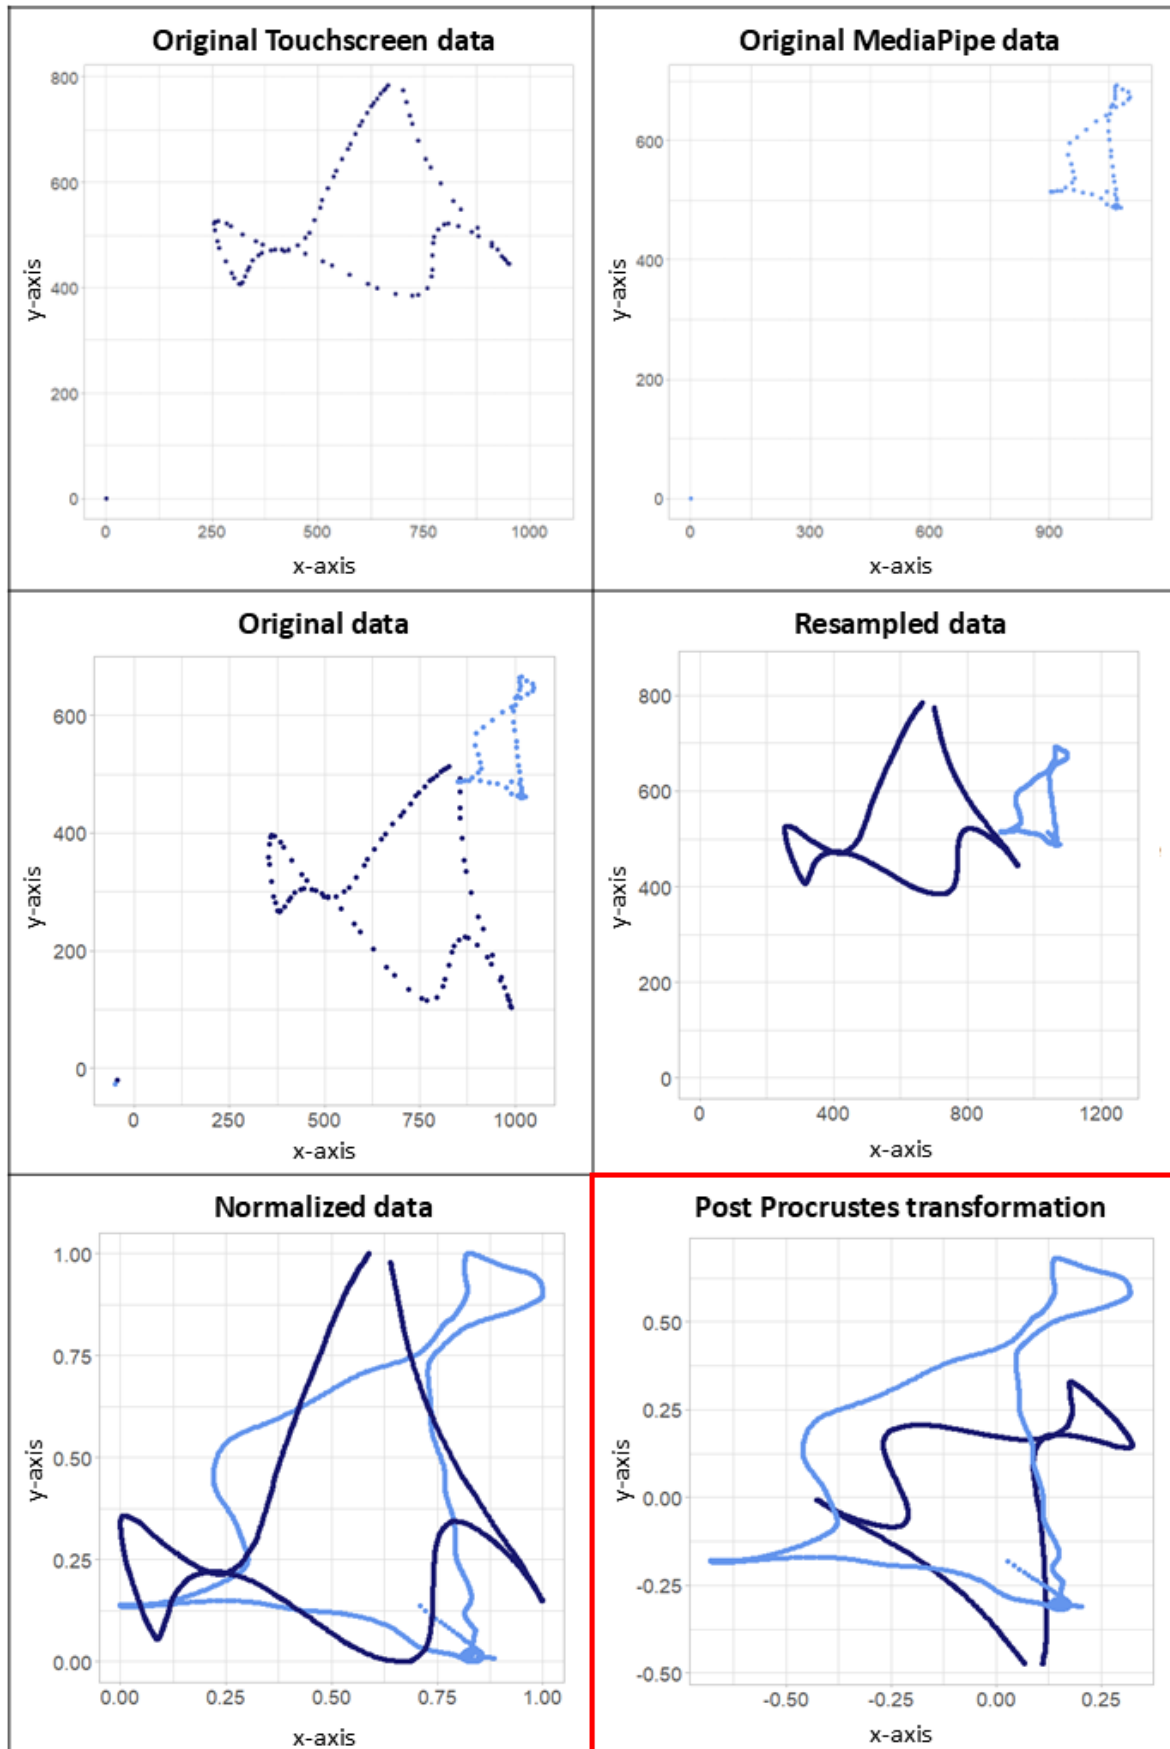 Original Touchscreen data
800
600
400
200
0
0 250 500 750 1000
y-axis
x-axis
Original MediaPipe data
600
400
200
0
0 300 600 900
y-axis
x-axis
Original data
600
400
200
0
0 250 500 750 1000
y-axis
x-axis
Resampled data
800
600
400
200
0
0 400 800 1200
y-axis
x-axis
Normalized data
1.00
0.75
0.50
0.25
0.00
0.00 0.25 0.50 0.75 1.00
y-axis
x-axis
Post Procrustes transformation
0.50
0.25
0.00
-0.25
-0.50
-0.50 -0.25 0.00 0.25
y-axis
x-axis